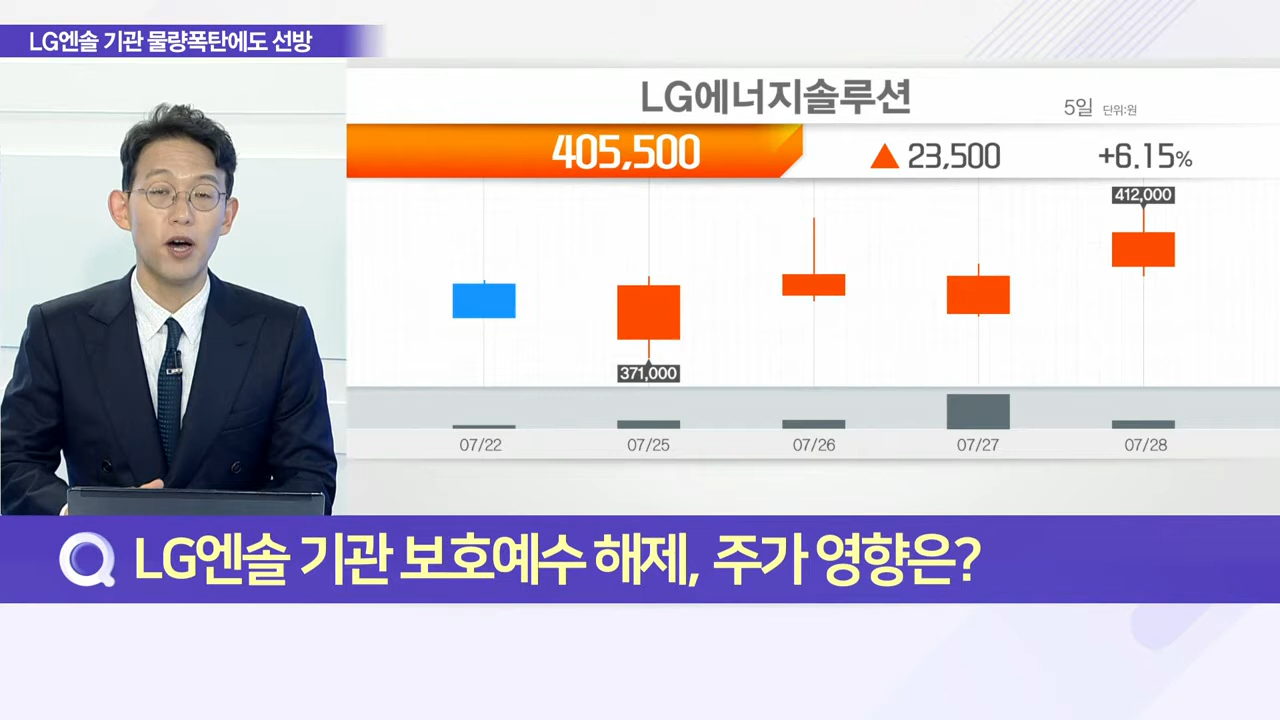 LG엔솔 기관 물량폭탄에도 선방
LG에너지솔루션
5일 단위:원
405,500 ▲ 23,500 +6.15%
412,000
371,000
07/22 07/25 07/26 07/27 07/28
LG엔솔 기관 보호예수 해제, 주가 영향은?